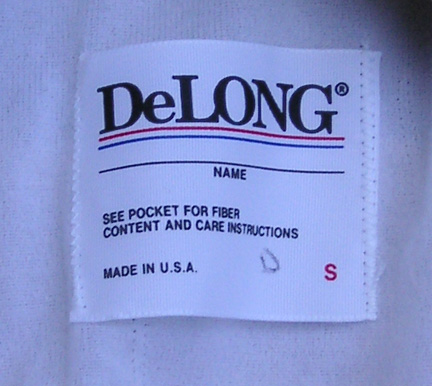 DeLONG®
NAME
SEE POCKET FOR FIBER
CONTENT AND CARE INSTRUCTIONS
MADE IN U.S.A.
D
S